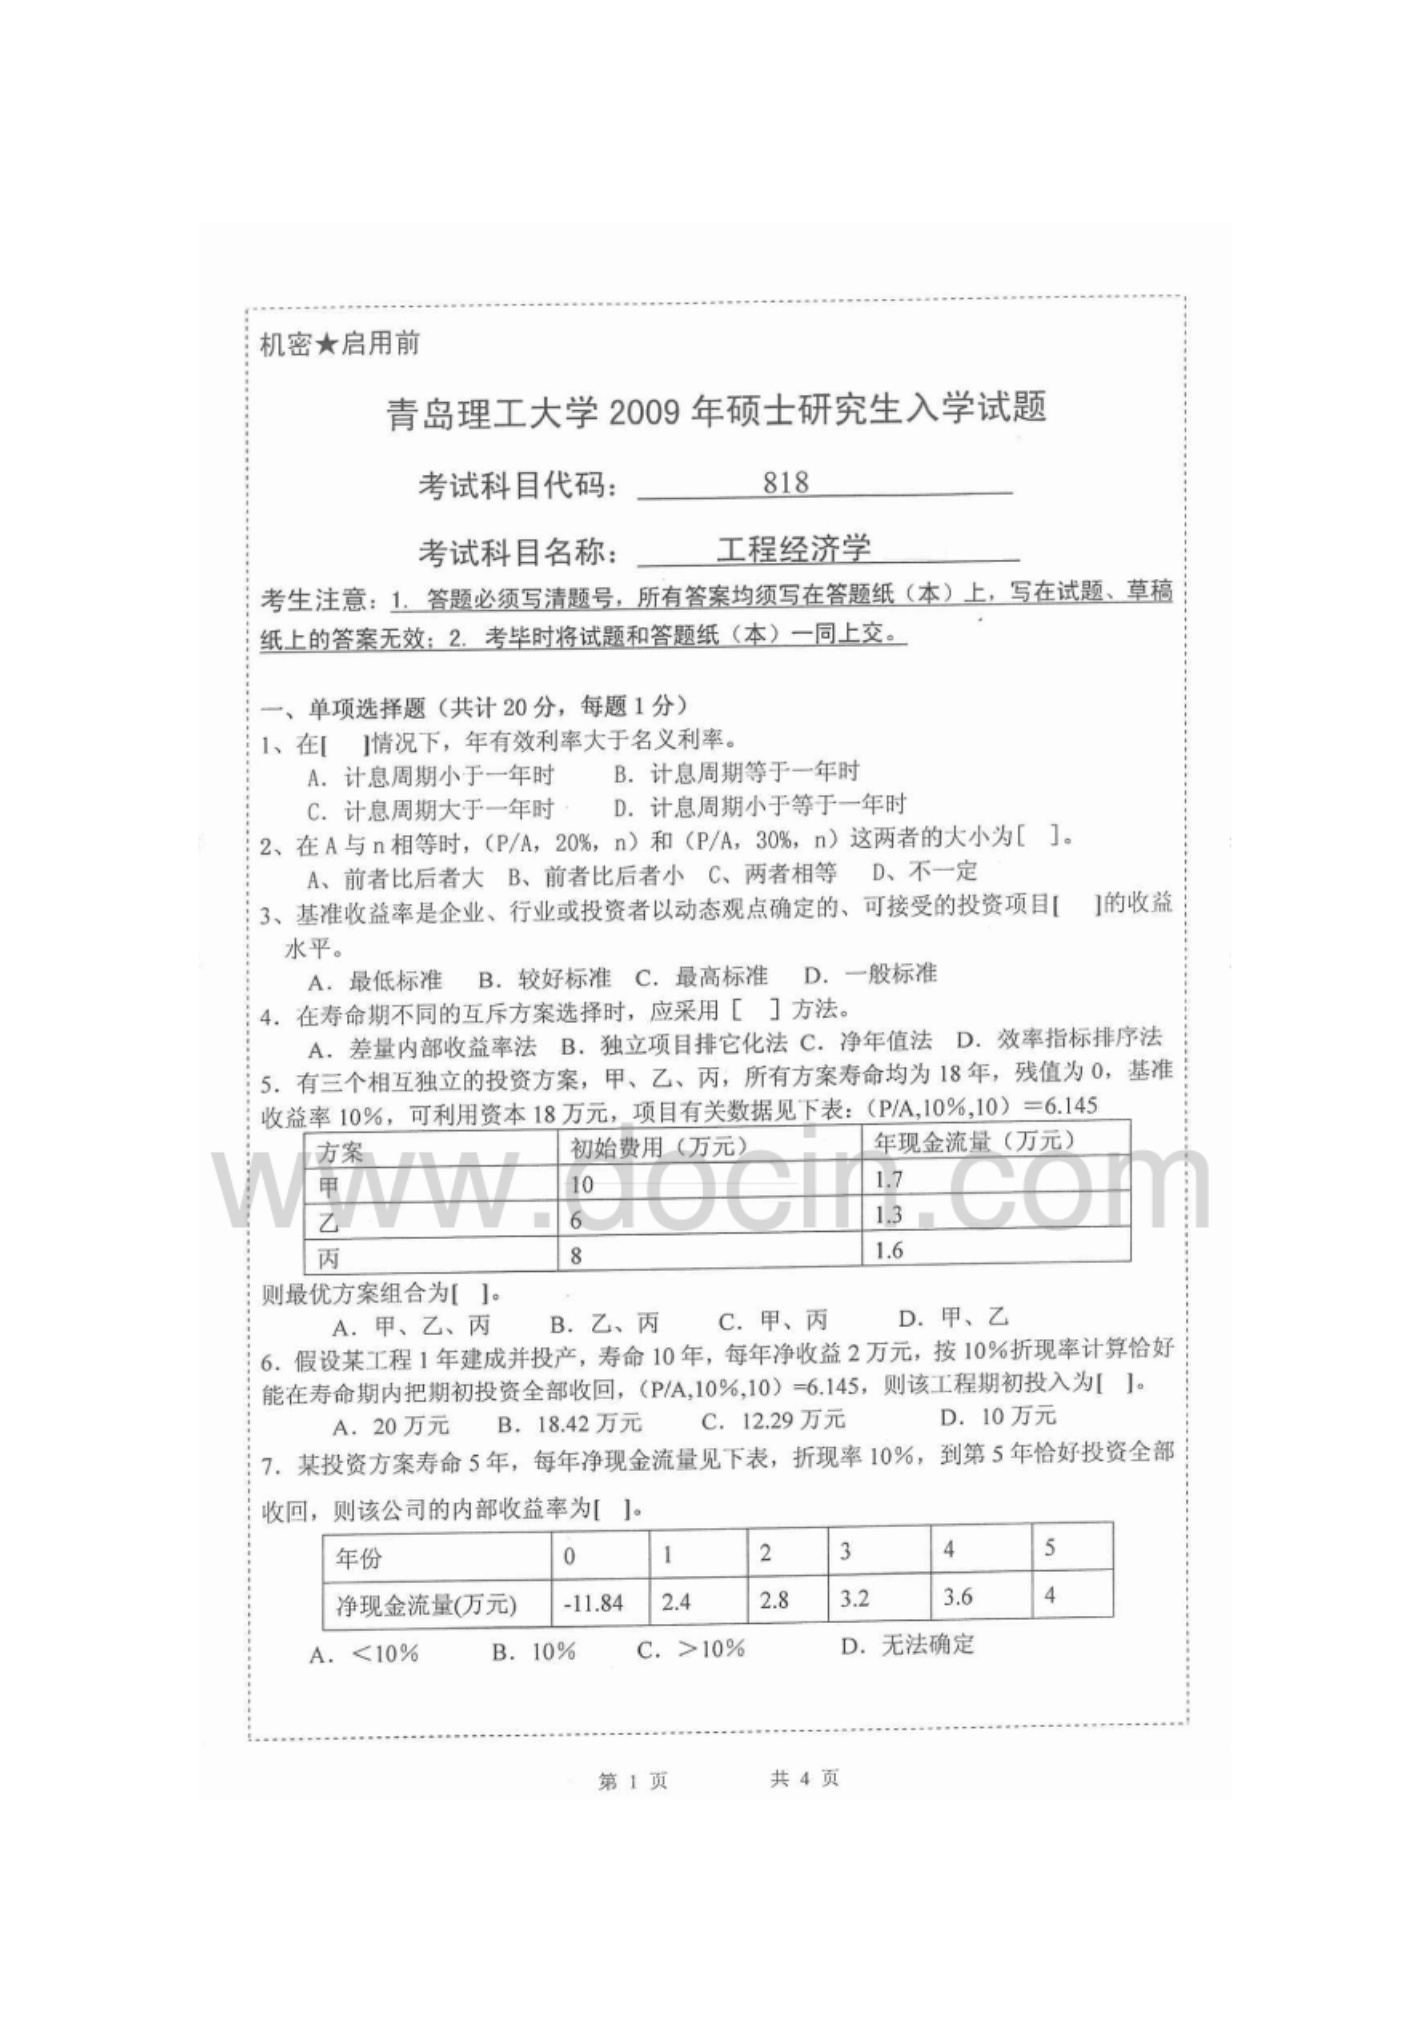 机密★启用前
青岛理工大学 2009 年硕士研究生入学试题
考试科目代码： 818
考试科目名称： 工程经济学
考生注意：1. 答题必须写清题号，所有答案均须写在答题纸（本）上，写在试题、草稿
纸上的答案无效；2. 考毕时将试题和答题纸（本）一同上交。
一、单项选择题（共计 20 分，每题 1 分）
1、在[ ]情况下，年有效利率大于名义利率。
A．计息周期小于一年时 B．计息周期等于一年时
C．计息周期大于一年时 D．计息周期小于等于一年时
2、在 A 与 n 相等时，（P/A，20%，n）和（P/A，30%，n）这两者的大小为[ ]。
A、前者比后者大 B、前者比后者小 C、两者相等 D、不一定
3、基准收益率是企业、行业或投资者以动态观点确定的、可接受的投资项目[ ]的收益
水平。
A．最低标准 B．较好标准 C．最高标准 D．一般标准
4．在寿命期不同的互斥方案选择时，应采用［ ］方法。
A．差量内部收益率法 B．独立项目排它化法 C．净年值法 D．效率指标排序法
5．有三个相互独立的投资方案，甲、乙、丙，所有方案寿命均为 18 年，残值为 0，基准
收益率 10%，可利用资本 18 万元，项目有关数据见下表：（P/A,10%,10）＝6.145
方案 初始费用（万元） 年现金流量（万元）
甲 10 1.7
乙 6 1.3
丙 8 1.6
www.docin.com
则最优方案组合为[ ]。
A．甲、乙、丙 B．乙、丙 C．甲、丙 D．甲、乙
6．假设某工程 1 年建成并投产，寿命 10 年，每年净收益 2 万元，按 10%折现率计算恰好
能在寿命期内把期初投资全部收回，（P/A,10%,10）=6.145，则该工程期初投入为[ ]。
A．20 万元 B．18.42 万元 C．12.29 万元 D．10 万元
7．某投资方案寿命 5 年，每年净现金流量见下表，折现率 10%，到第 5 年恰好投资全部
收回，则该公司的内部收益率为[ ]。
年份 0 1 2 3 4 5
净现金流量(万元) -11.84 2.4 2.8 3.2 3.6 4
A．＜10% B．10% C．＞10% D．无法确定
第 1 页 共 4 页